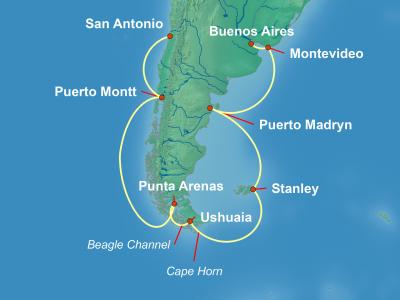 San Antonio
Buenos Aires
Montevideo
Puerto Montt
Puerto Madryn
Punta Arenas
Stanley
Ushuaia
Beagle Channel
Cape Horn